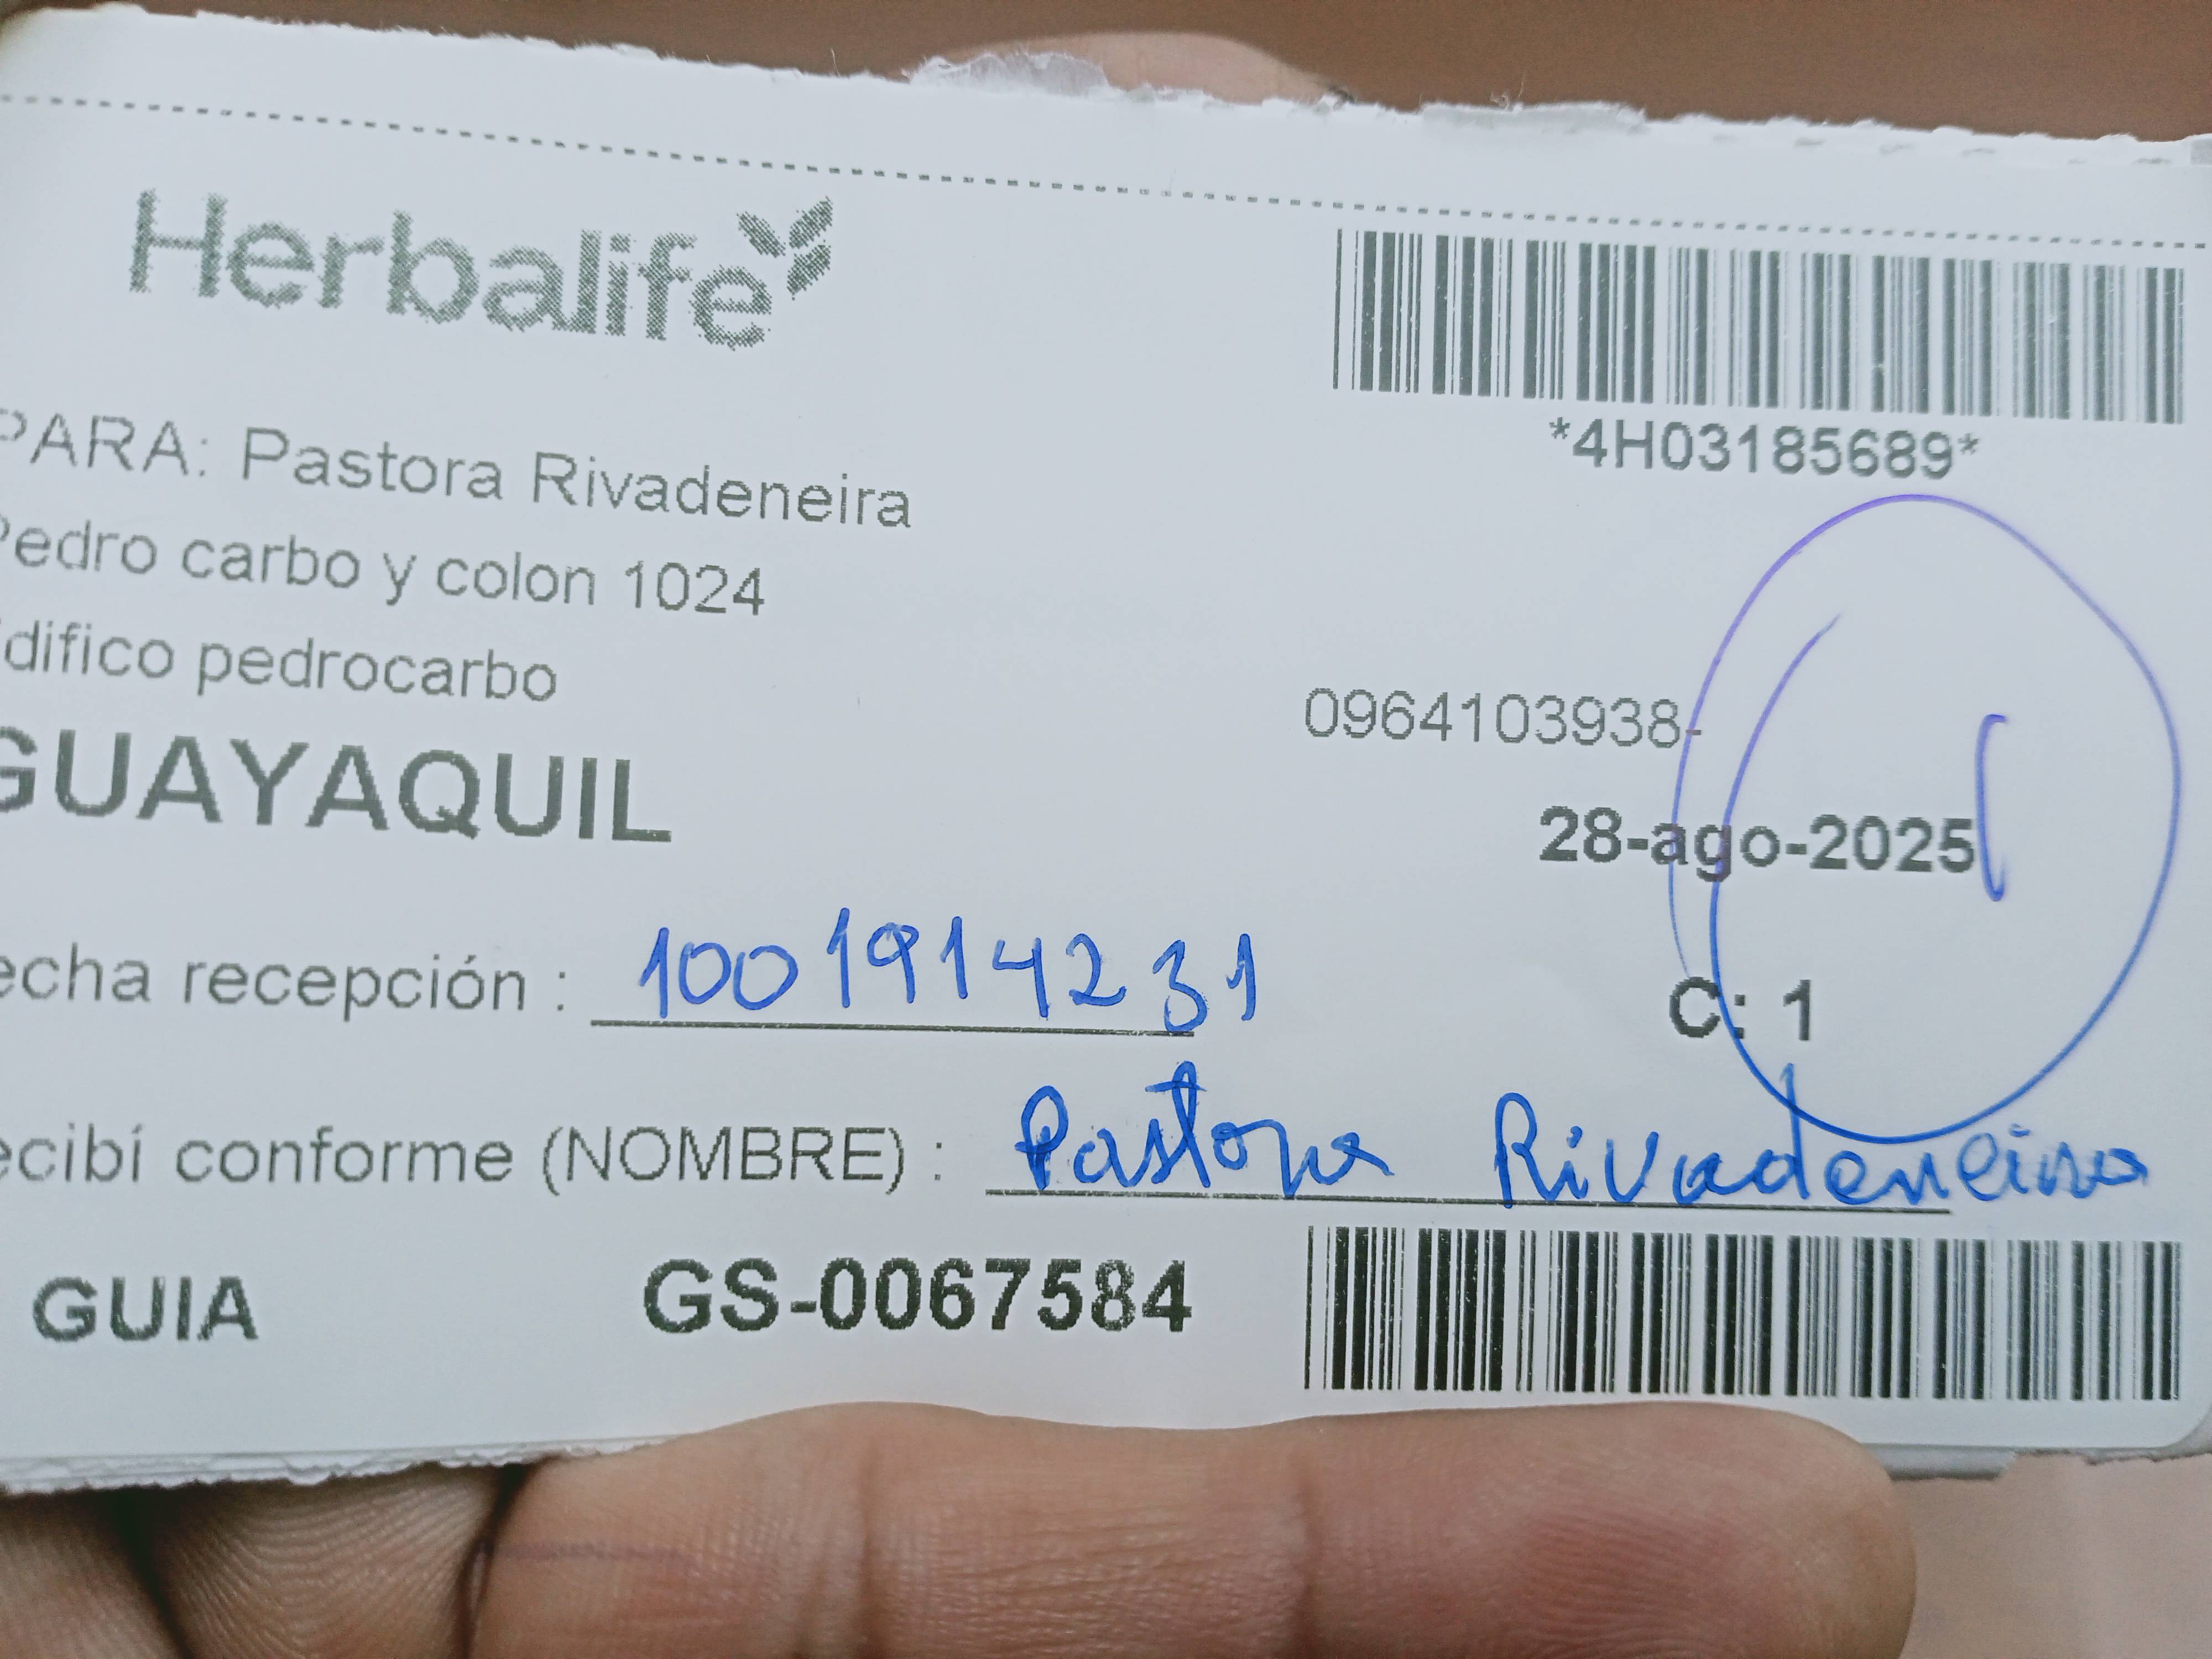 Herbalife
*4H03185689*
PARA: Pastora Rivadeneira
Pedro carbo y colon 1024
difico pedrocarbo
0964103938-
GUAYAQUIL
28-ago-2025
echa recepción : 1001914231
C: 1
ecibí conforme (NOMBRE) : Pastora Rivadeneira
GUIA GS-0067584